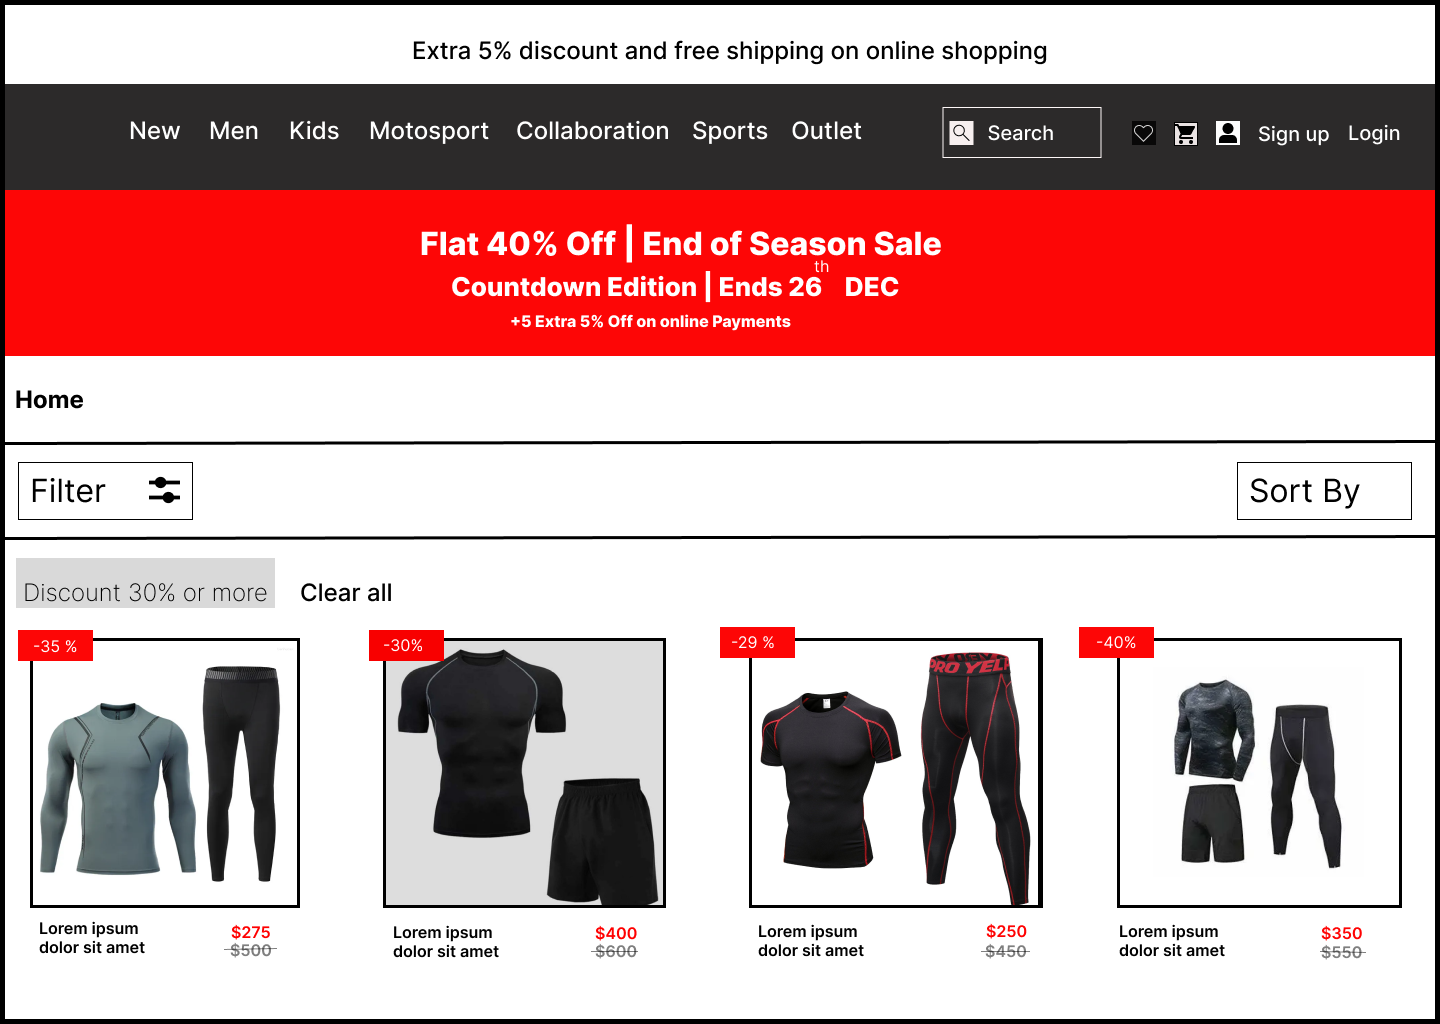 Extra 5% discount and free shipping on online shopping
New Men Kids Motosport Collaboration Sports Outlet Search Sign up Login
Flat 40% Off | End of Season Sale
Countdown Edition | Ends 26th DEC
+5 Extra 5% Off on online Payments
Home
Filter Sort By
Discount 30% or more Clear all
-35 % -30% -29 % -40%
Lorem ipsum
dolor sit amet
$275
$500
Lorem ipsum
dolor sit amet
$400
$600
Lorem ipsum
dolor sit amet
$250
$450
Lorem ipsum
dolor sit amet
$350
$550